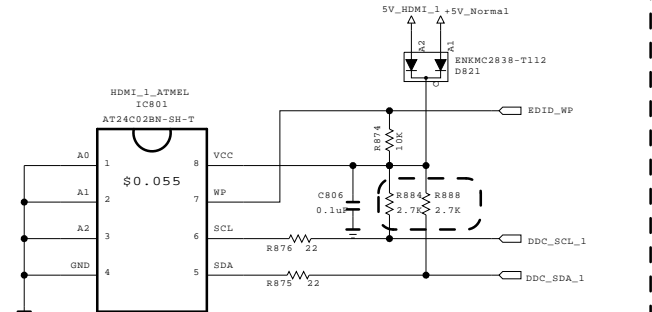 5V_HDMI_1 +5V_Normal
A2
A1
ENKMC2838-T112
D821
HDMI_1_ATMEL
IC801
AT24C02BN-SH-T
EDID_WP
R874
10K
A0 1 8 VCC
$0.055
A1 2 7 WP
C806
0.1uF
R884
2.7K
R888
2.7K
A2 3 6 SCL
R876 22
DDC_SCL_1
GND 4 5 SDA
R875 22
DDC_SDA_1